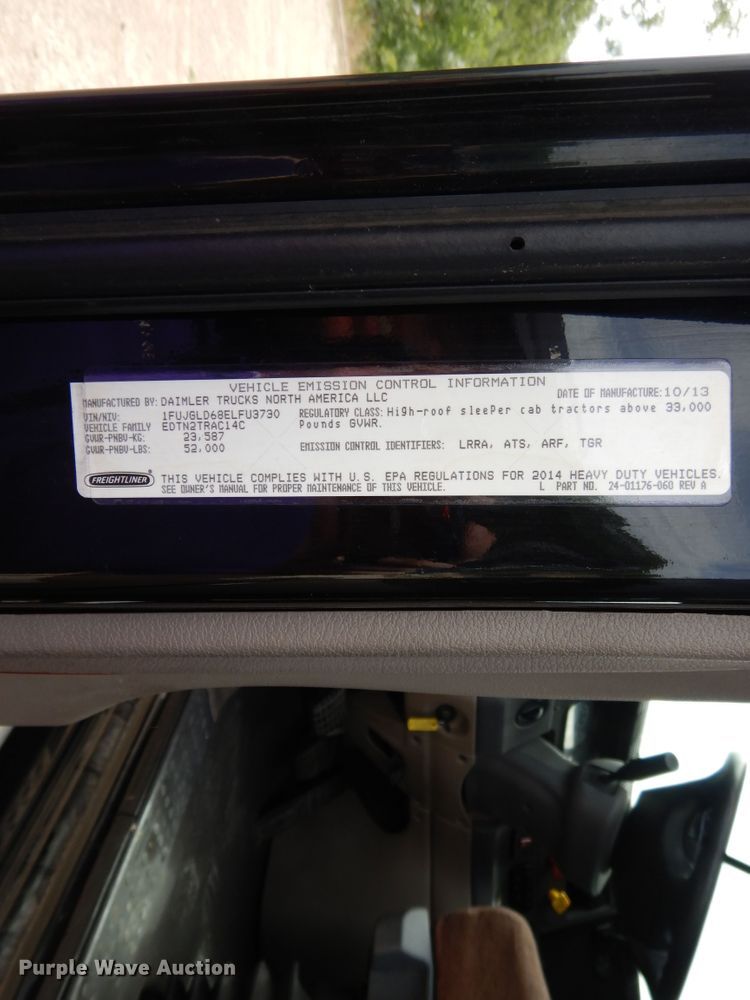 VEHICLE EMISSION CONTROL INFORMATION
MANUFACTURED BY: DAIMLER TRUCKS NORTH AMERICA LLC DATE OF MANUFACTURE: 10/13
VIN/NIV: 1FUJGLD68ELFU3730 REGULATORY CLASS: High-roof sleePer cab tractors above 33,000
VEHICLE FAMILY EDTN2TRAC14C Pounds GVWR.
GVWR-PNBV-KG: 23,587
GVWR-PNBV-LBS: 52,000 EMISSION CONTROL IDENTIFIERS: LRRA, ATS, ARF, TGR
FREIGHTLINER THIS VEHICLE COMPLIES WITH U.S. EPA REGULATIONS FOR 2014 HEAVY DUTY VEHICLES.
SEE OWNER'S MANUAL FOR PROPER MAINTENANCE OF THIS VEHICLE. L PART NO. 24-01176-060 REV A
Purple Wave Auction